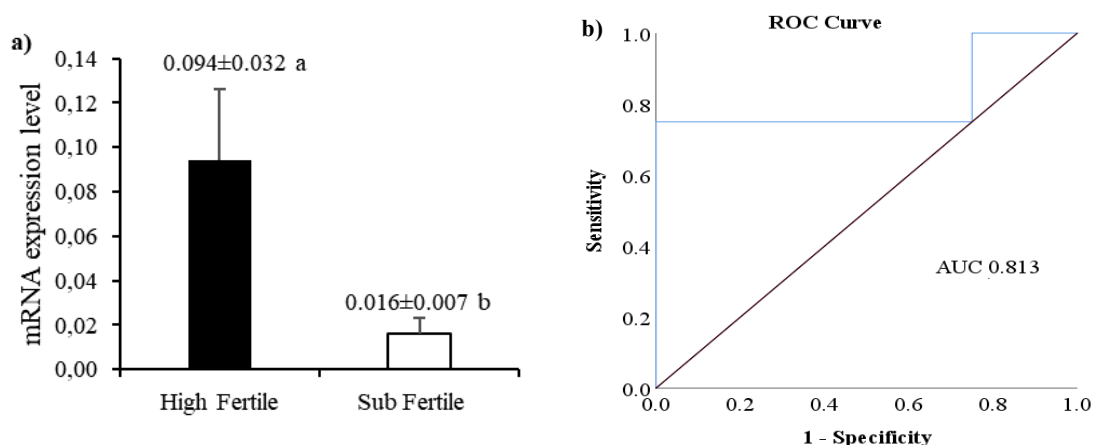 a)
0.094±0.032 a
0.016±0.007 b
mRNA expression level
0,14
0,12
0,10
0,08
0,06
0,04
0,02
0,00
High Fertile
Sub Fertile
b)
ROC Curve
Sensitivity
1.0
0.8
0.6
0.4
0.2
0.0
AUC 0.813
0.0 0.2 0.4 0.6 0.8 1.0
1 - Specificity